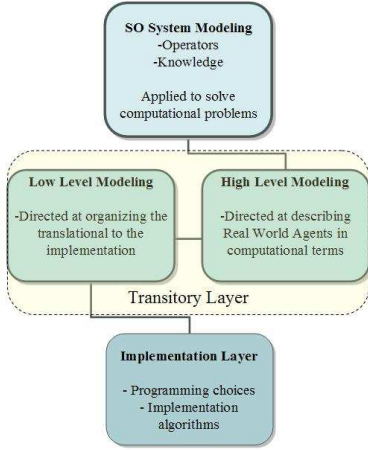 SO System Modeling
-Operators
-Knowledge
Applied to solve
computational problems
Low Level Modeling
-Directed at organizing the
translational to the
implementation
High Level Modeling
-Directed at describing
Real World Agents in
computational terms
Transitory Layer
Implementation Layer
- Programming choices
- Implementation
algorithms